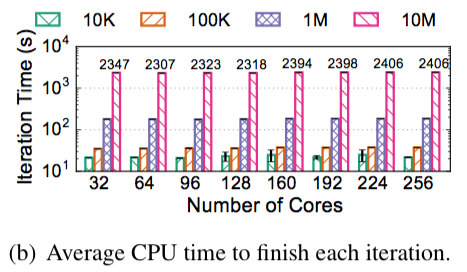 10K 100K 1M 10M
Iteration Time (s)
10^4
10^3
10^2
10^1
2347 2307 2323 2318 2394 2398 2406 2406
32 64 96 128 160 192 224 256
Number of Cores
(b) Average CPU time to finish each iteration.